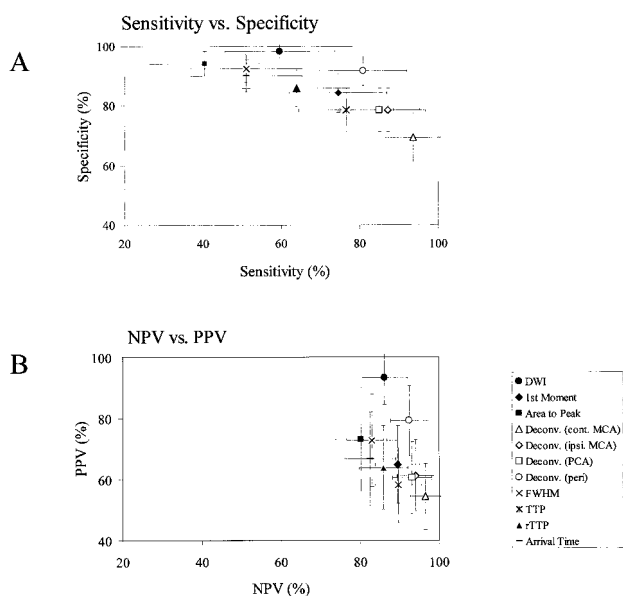 Sensitivity vs. Specificity
A
100
80
60
40
Specificity (%)
20 40 60 80 100
Sensitivity (%)
NPV vs. PPV
B
100
80
60
40
PPV (%)
20 40 60 80 100
NPV (%)
DWI
1st Moment
Area to Peak
Deconv. (cont. MCA)
Deconv. (ipsi. MCA)
Deconv. (PCA)
Deconv. (peri)
FWHM
TTP
rTTP
Arrival Time